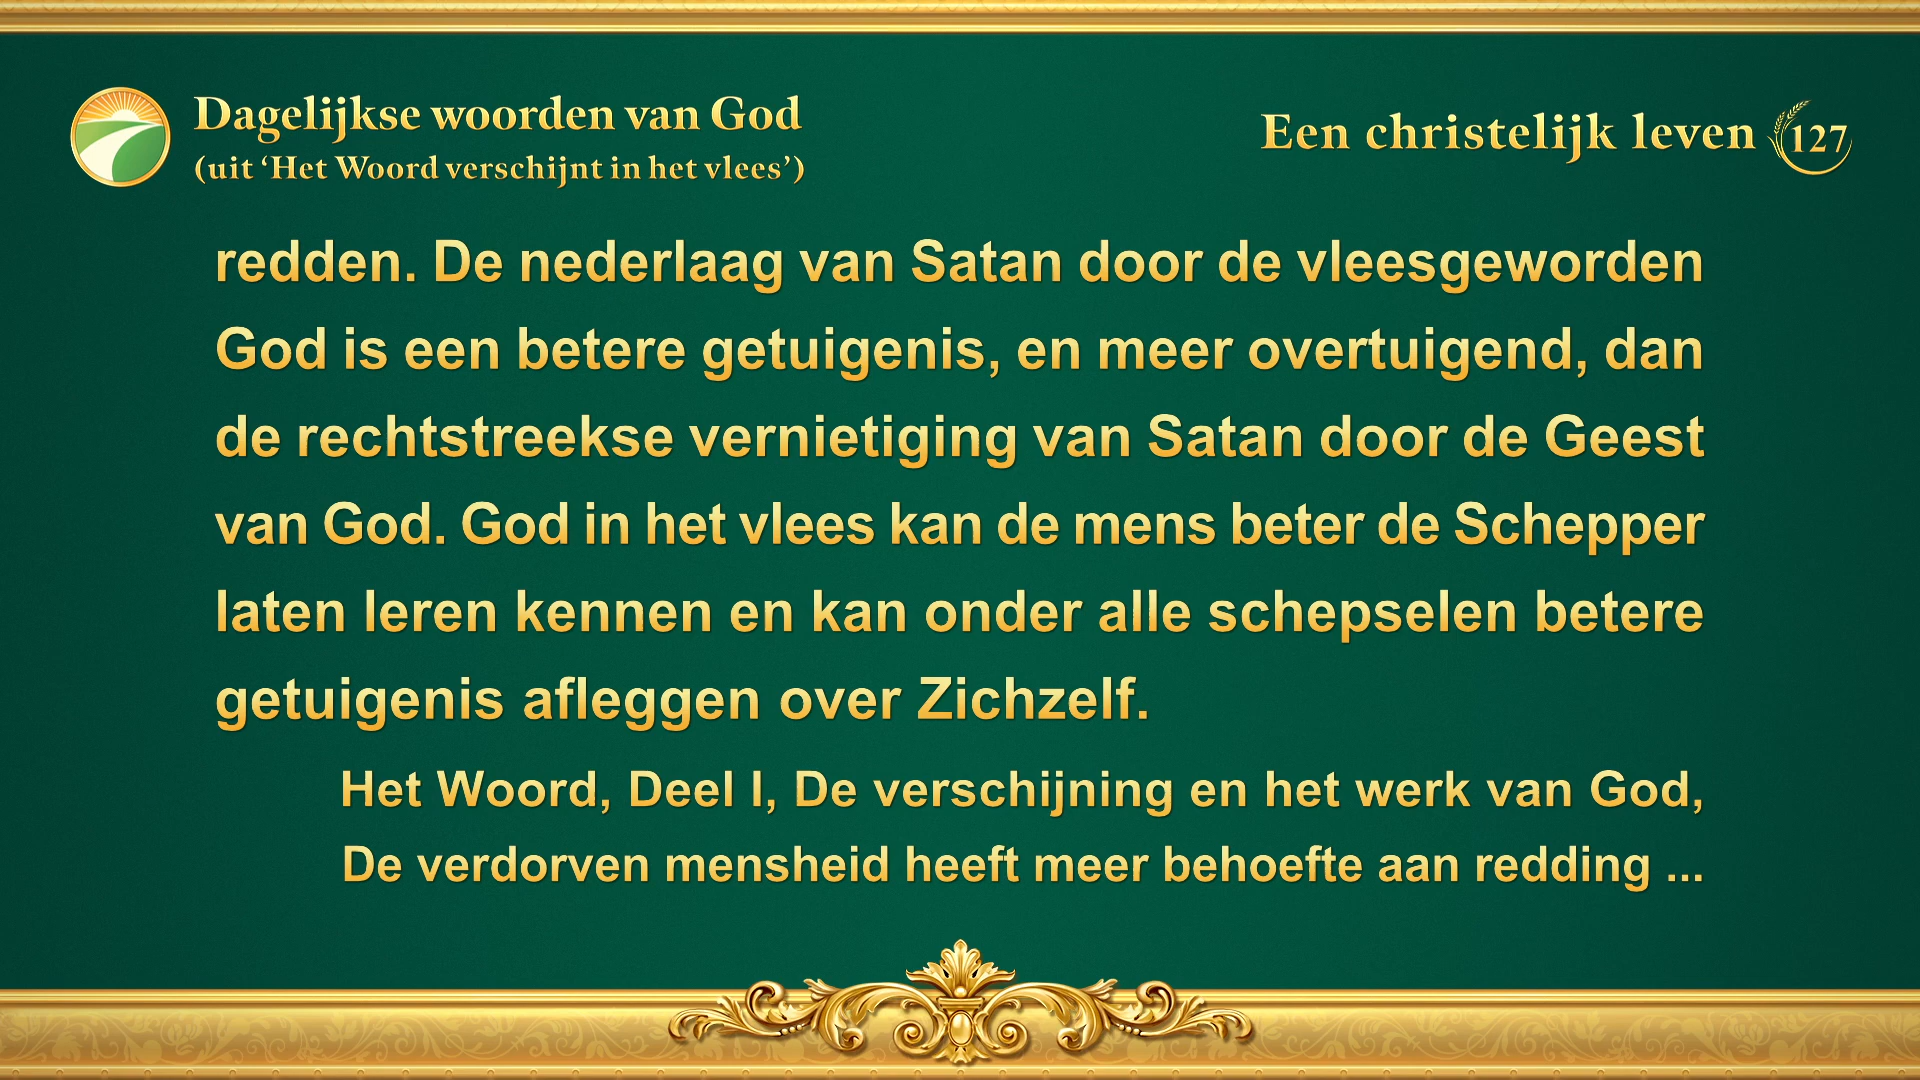 Dagelijkse woorden van God
(uit ‘Het Woord verschijnt in het vlees’)
Een christelijk leven 127
redden. De nederlaag van Satan door de vleesgeworden
God is een betere getuigenis, en meer overtuigend, dan
de rechtstreekse vernietiging van Satan door de Geest
van God. God in het vlees kan de mens beter de Schepper
laten leren kennen en kan onder alle schepselen betere
getuigenis afleggen over Zichzelf.
Het Woord, Deel I, De verschijning en het werk van God,
De verdorven mensheid heeft meer behoefte aan redding ...